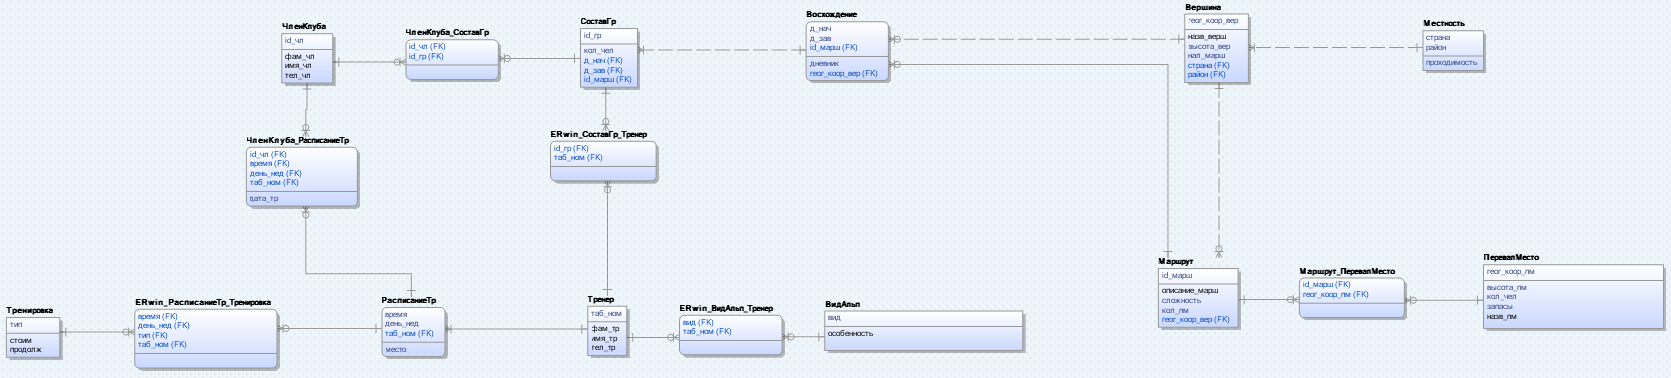 ЧленКлуба
id_чл
фам_чл
имя_чл
тел_чл
ЧленКлуба_СоставГр
id_чл (FK)
id_гр (FK)
СоставГр
id_гр
кол_чел
д_нач (FK)
д_зав (FK)
id_марш (FK)
Восхождение
д_нач
д_зав
id_марш (FK)
дневник
геог_коор_вер (FK)
Вершина
геог_коор_вер
назв_верш
высота_вер
нал_марш
страна (FK)
район (FK)
Местность
страна
район
проходимость
ЧленКлуба_РасписаниеТр
id_чл (FK)
время (FK)
день_нед (FK)
таб_ном (FK)
дата_тр
ERwin_СоставГр_Тренер
id_гр (FK)
таб_ном (FK)
Тренировка
тип
стоим
продолж
ERwin_РасписаниеТр_Тренировка
время (FK)
день_нед (FK)
тип (FK)
таб_ном (FK)
РасписаниеТр
время
день_нед
таб_ном (FK)
место
Тренер
таб_ном
фам_тр
имя_тр
тел_тр
ERwin_ВидАльп_Тренер
вид (FK)
таб_ном (FK)
ВидАльп
вид
особенность
Маршрут
id_марш
описание_марш
сложность
кол_пм
геог_коор_вер (FK)
Маршрут_ПеревалМесто
id_марш (FK)
геог_коор_пм (FK)
ПеревалМесто
геог_коор_пм
высота_пм
кол_чел
запасы
назв_пм